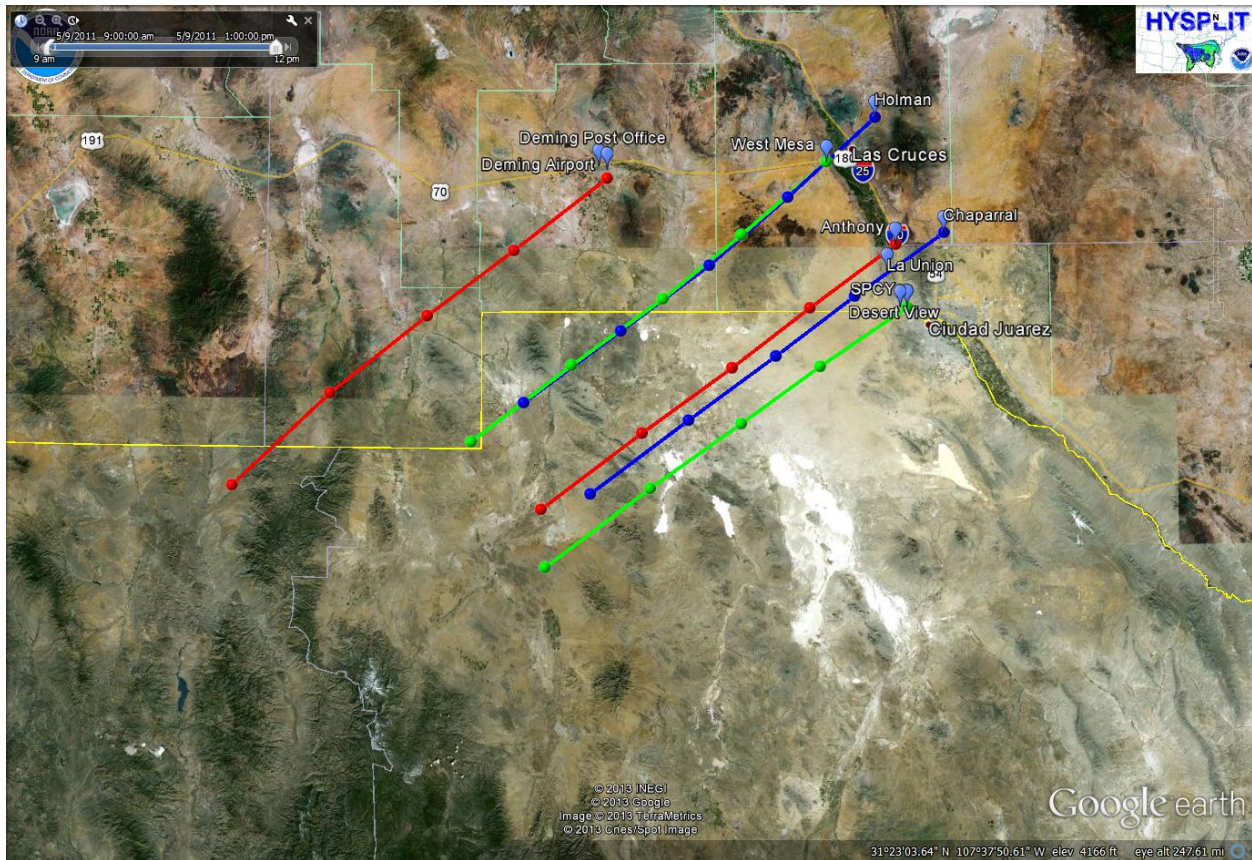 5/9/2011 9:00:00 am 5/9/2011 1:00:00 pm
9 am 12 pm
HYSPLIT
N
NOAA
191
70
Deming Post Office
Deming Airport
West Mesa
180
Las Cruces
25
Holman
Anthony
Chaparral
La Union
54
SPCY
Desert View
Ciudad Juarez
© 2013 INEGI
© 2013 Google
Image © 2013 TerraMetrics
© 2013 Cnes/Spot Image
Google earth
31°23'03.64" N 107°37'50.61" W elev 4166 ft eye alt 247.61 mi